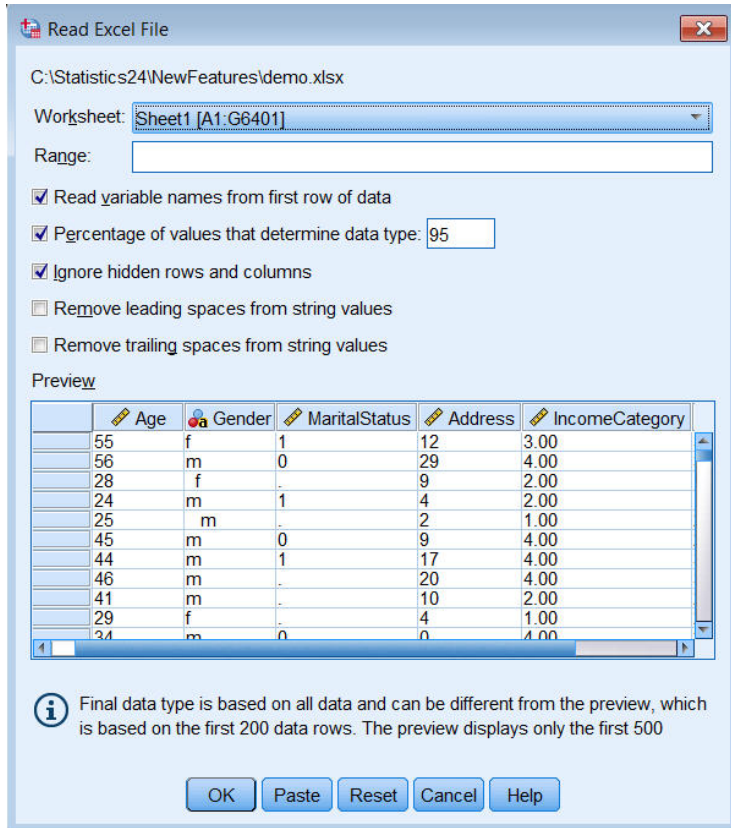 Read Excel File
C:\Statistics24\NewFeatures\demo.xlsx
Worksheet: Sheet1 [A1:G6401]
Range:
Read variable names from first row of data
Percentage of values that determine data type: 95
Ignore hidden rows and columns
Remove leading spaces from string values
Remove trailing spaces from string values
Preview
Age Gender MaritalStatus Address IncomeCategory
55 f 1 12 3.00
56 m 0 29 4.00
28 f . 9 2.00
24 m 1 4 2.00
25 m . 2 1.00
45 m 0 9 4.00
44 m 1 17 4.00
46 m . 20 4.00
41 m . 10 2.00
29 f . 4 1.00
34 m 0 0 4.00
Final data type is based on all data and can be different from the preview, which
is based on the first 200 data rows. The preview displays only the first 500
OK Paste Reset Cancel Help